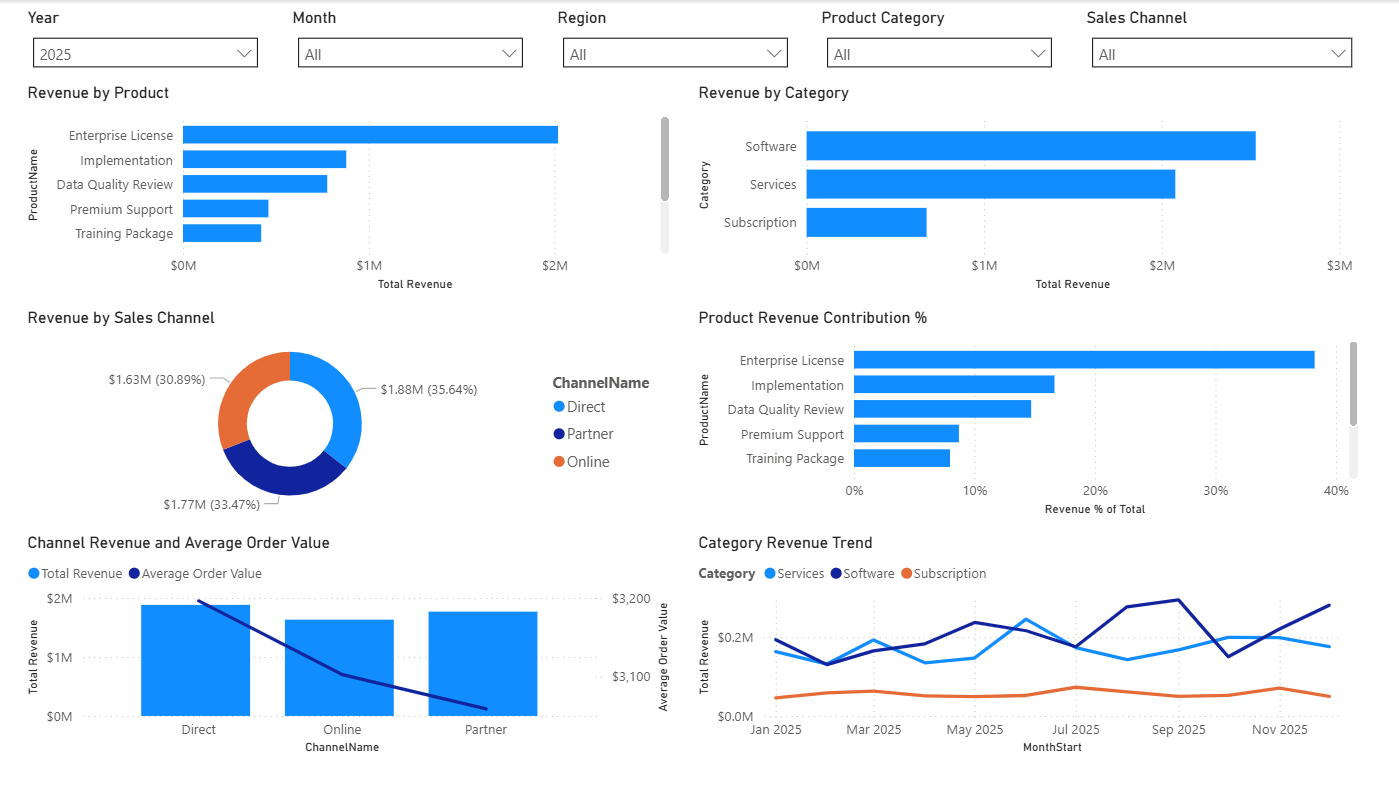 Year Month Region Product Category Sales Channel
2025 All All All All
Revenue by Product
ProductName
Enterprise License
Implementation
Data Quality Review
Premium Support
Training Package
$0M $1M $2M
Total Revenue
Revenue by Category
Category
Software
Services
Subscription
$0M $1M $2M $3M
Total Revenue
Revenue by Sales Channel
$1.63M (30.89%)
$1.88M (35.64%)
$1.77M (33.47%)
ChannelName
Direct
Partner
Online
Product Revenue Contribution %
ProductName
Enterprise License
Implementation
Data Quality Review
Premium Support
Training Package
0% 10% 20% 30% 40%
Revenue % of Total
Channel Revenue and Average Order Value
Total Revenue Average Order Value
Total Revenue
$2M
$1M
$0M
$3,200
$3,100
Average Order Value
Direct Online Partner
ChannelName
Category Revenue Trend
Category Services Software Subscription
Total Revenue
$0.2M
$0.0M
Jan 2025 Mar 2025 May 2025 Jul 2025 Sep 2025 Nov 2025
MonthStart